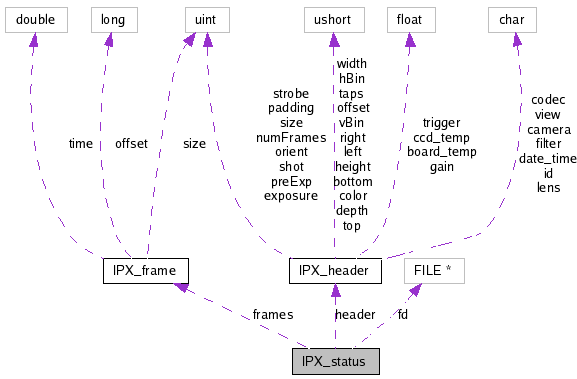 double
long
uint
ushort
float
char
strobe
padding
size
numFrames
orient
shot
preExp
exposure
width
hBin
taps
offset
vBin
right
left
height
bottom
color
depth
top
trigger
ccd_temp
board_temp
gain
codec
view
camera
filter
date_time
id
lens
time
offset
size
IPX_frame
IPX_header
FILE *
frames
header
fd
IPX_status